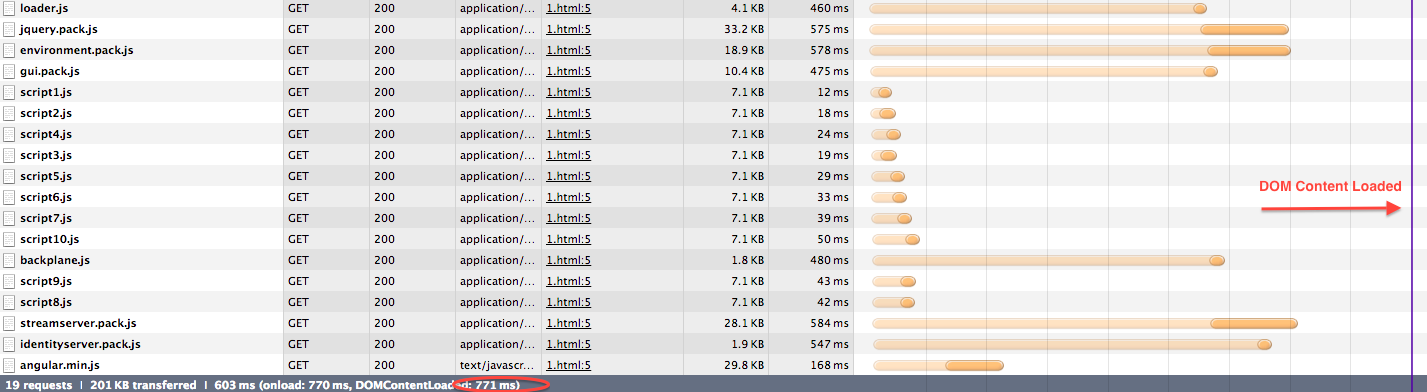 loader.js GET 200 application/... 1.html:5 4.1 KB 460 ms
jquery.pack.js GET 200 application/... 1.html:5 33.2 KB 575 ms
environment.pack.js GET 200 application/... 1.html:5 18.9 KB 578 ms
gui.pack.js GET 200 application/... 1.html:5 10.4 KB 475 ms
script1.js GET 200 application/... 1.html:5 7.1 KB 12 ms
script2.js GET 200 application/... 1.html:5 7.1 KB 18 ms
script4.js GET 200 application/... 1.html:5 7.1 KB 24 ms
script3.js GET 200 application/... 1.html:5 7.1 KB 19 ms
script5.js GET 200 application/... 1.html:5 7.1 KB 29 ms
DOM Content Loaded
script6.js GET 200 application/... 1.html:5 7.1 KB 33 ms
script7.js GET 200 application/... 1.html:5 7.1 KB 39 ms
script10.js GET 200 application/... 1.html:5 7.1 KB 50 ms
backplane.js GET 200 application/... 1.html:5 1.8 KB 480 ms
script9.js GET 200 application/... 1.html:5 7.1 KB 43 ms
script8.js GET 200 application/... 1.html:5 7.1 KB 42 ms
streamserver.pack.js GET 200 application/... 1.html:5 28.1 KB 584 ms
identityserver.pack.js GET 200 application/... 1.html:5 1.9 KB 547 ms
angular.min.js GET 200 text/javascr... 1.html:5 29.8 KB 168 ms
19 requests | 201 KB transferred | 603 ms (onload: 770 ms, DOMContentLoaded: 771 ms)